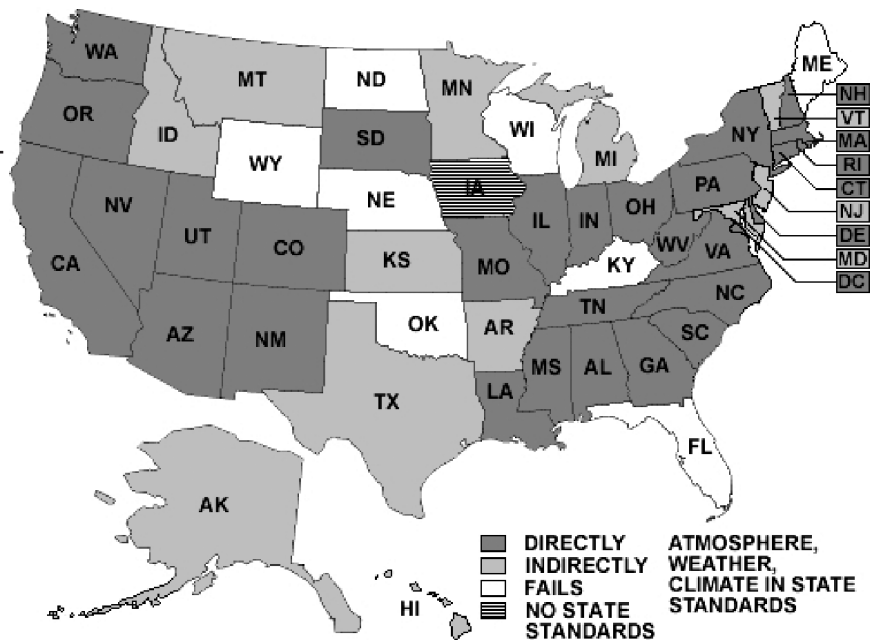 WA
MT
ND
MN
ME
OR
ID
SD
WI
MI
NY
NH
VT
MA
RI
CT
NJ
DE
MD
DC
WY
IA
NE
PA
NV
UT
CO
IL
IN
OH
WV
VA
CA
KS
MO
KY
AZ
NM
OK
AR
TN
NC
SC
MS
AL
GA
TX
LA
FL
AK
HI
DIRECTLY
INDIRECTLY
FAILS
NO STATE
STANDARDS
ATMOSPHERE,
WEATHER,
CLIMATE IN STATE
STANDARDS